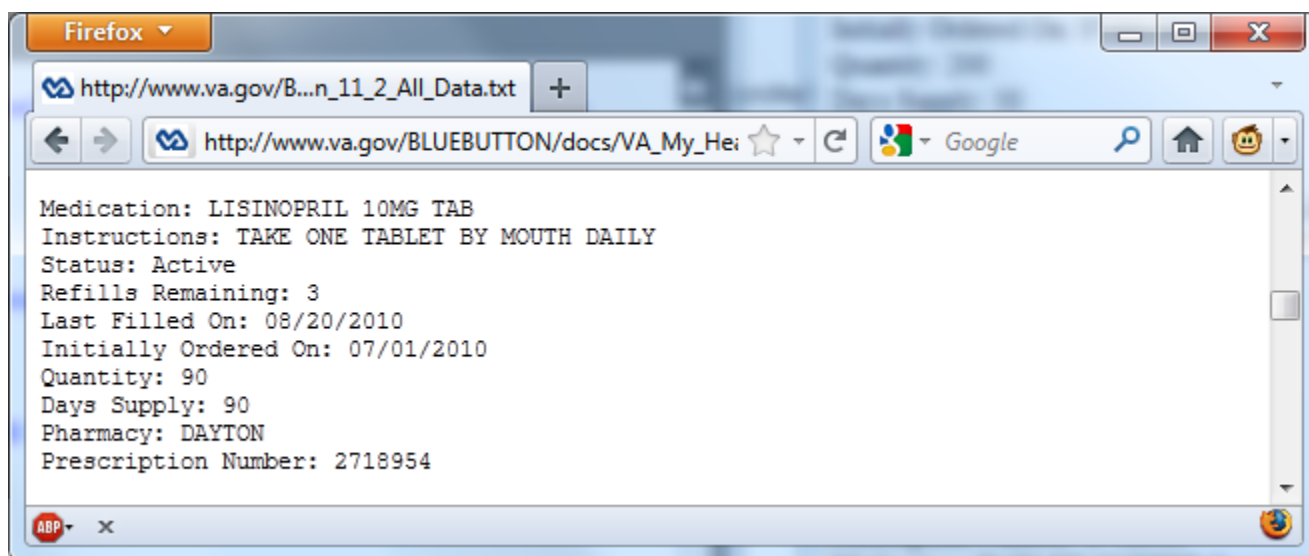 Firefox
http://www.va.gov/B...n_11_2_All_Data.txt
http://www.va.gov/BLUEBUTTON/docs/VA_My_Hea
Google
Medication: LISINOPRIL 10MG TAB
Instructions: TAKE ONE TABLET BY MOUTH DAILY
Status: Active
Refills Remaining: 3
Last Filled On: 08/20/2010
Initially Ordered On: 07/01/2010
Quantity: 90
Days Supply: 90
Pharmacy: DAYTON
Prescription Number: 2718954
ABP